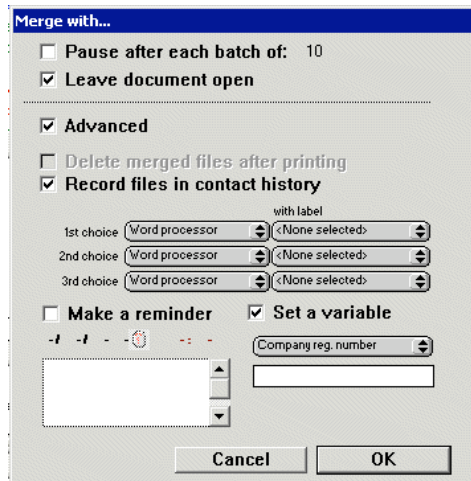 Merge with...
Pause after each batch of: 10
Leave document open
Advanced
Delete merged files after printing
Record files in contact history
with label
1st choice Word processor <None selected>
2nd choice Word processor <None selected>
3rd choice Word processor <None selected>
Make a reminder Set a variable
Company reg. number
Cancel OK